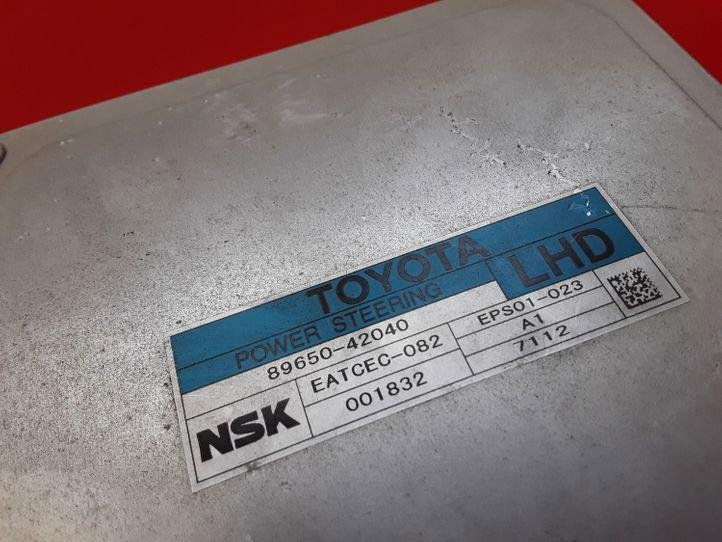 TOYOTA
POWER STEERING LHD
89650-42040 EPS01-023
EATCEC-082 A1
NSK 001832 7112